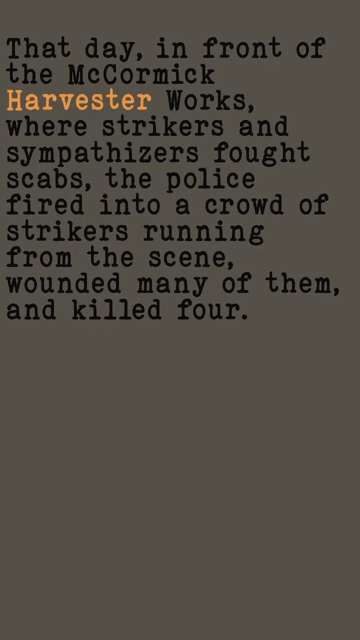 That day, in front of
the McCormick
Harvester Works,
where strikers and
sympathizers fought
scabs, the police
fired into a crowd of
strikers running
from the scene,
wounded many of them,
and killed four.